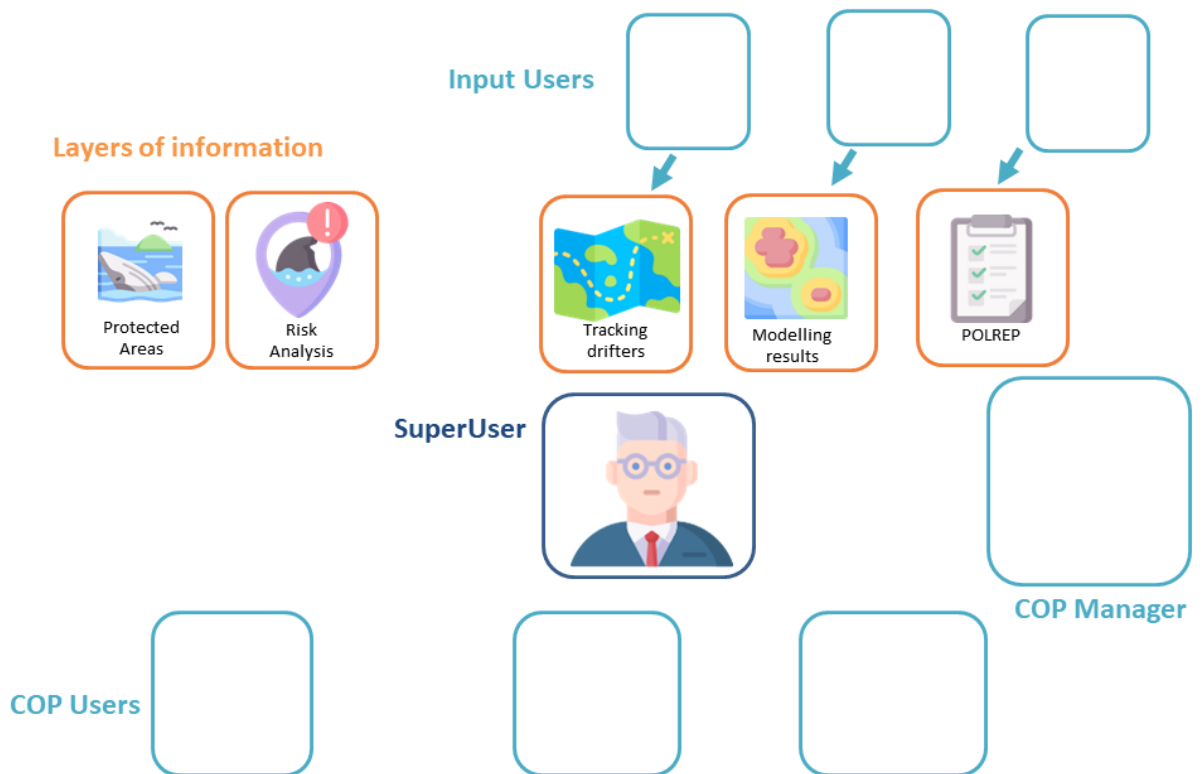 Input Users
Layers of information
Protected
Areas
Risk
Analysis
Tracking
drifters
Modelling
results
POLREP
SuperUser
COP Manager
COP Users